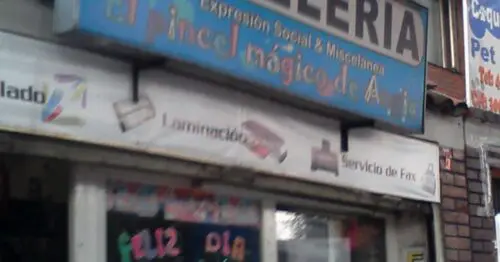 LERIA
Expresión Social & Miscelanea
El pincel mágico de
lado
Laminación
Servicio de Fax
FELIZ DIA
Pet